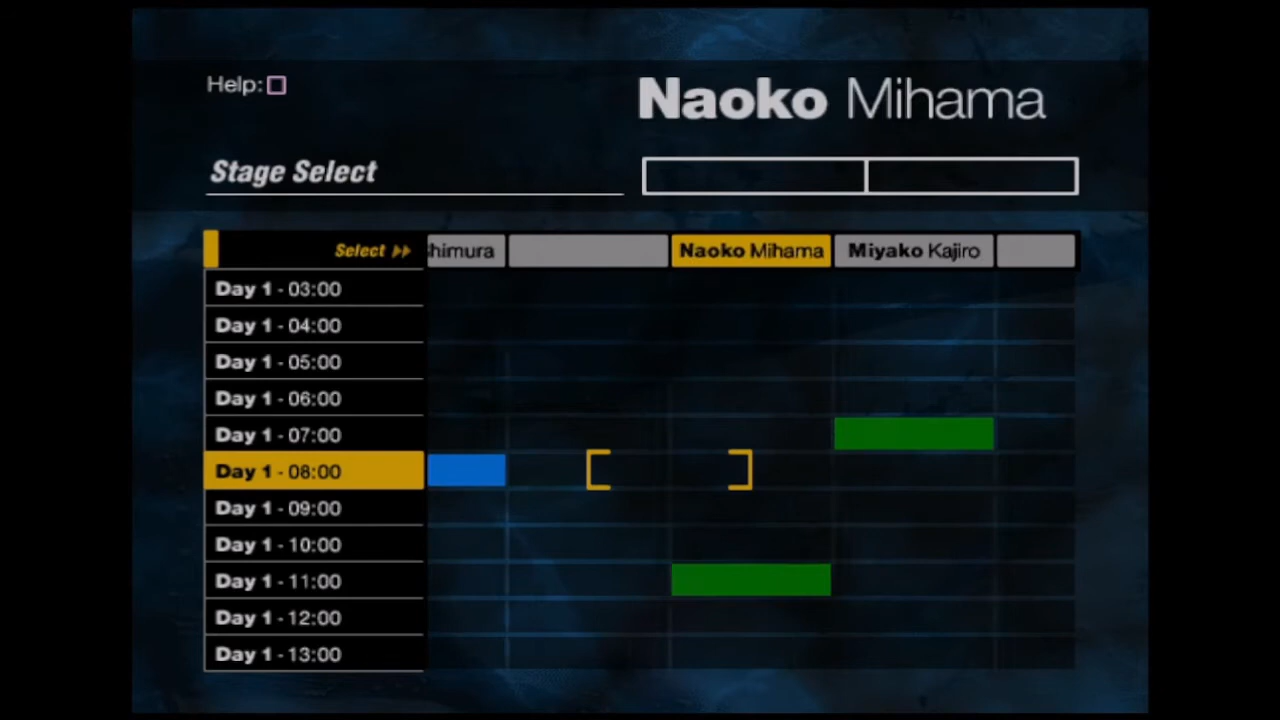 Help:
Naoko Mihama
Stage Select
Select
himura
Naoko Mihama
Miyako Kajiro
Day 1 - 03:00
Day 1 - 04:00
Day 1 - 05:00
Day 1 - 06:00
Day 1 - 07:00
Day 1 - 08:00
Day 1 - 09:00
Day 1 - 10:00
Day 1 - 11:00
Day 1 - 12:00
Day 1 - 13:00